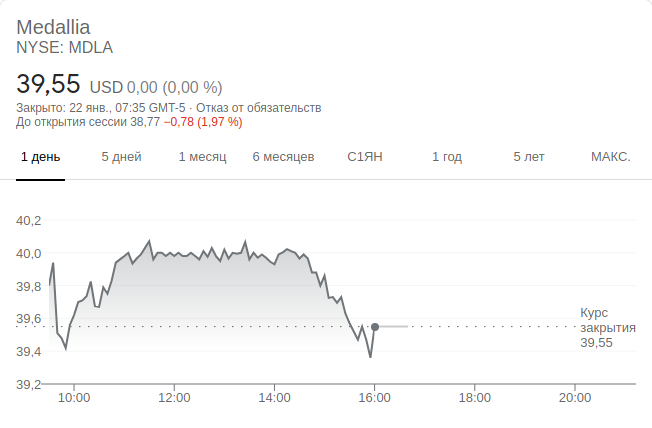 Medallia
NYSE: MDLA
39,55 USD 0,00 (0,00 %)
Закрыто: 22 янв., 07:35 GMT-5 · Отказ от обязательств
До открытия сессии 38,77 −0,78 (1,97 %)
1 день 5 дней 1 месяц 6 месяцев С1ЯН 1 год 5 лет МАКС.
40,2
40,0
39,8
39,6
39,4
39,2
Курс
закрытия
39,55
10:00 12:00 14:00 16:00 18:00 20:00